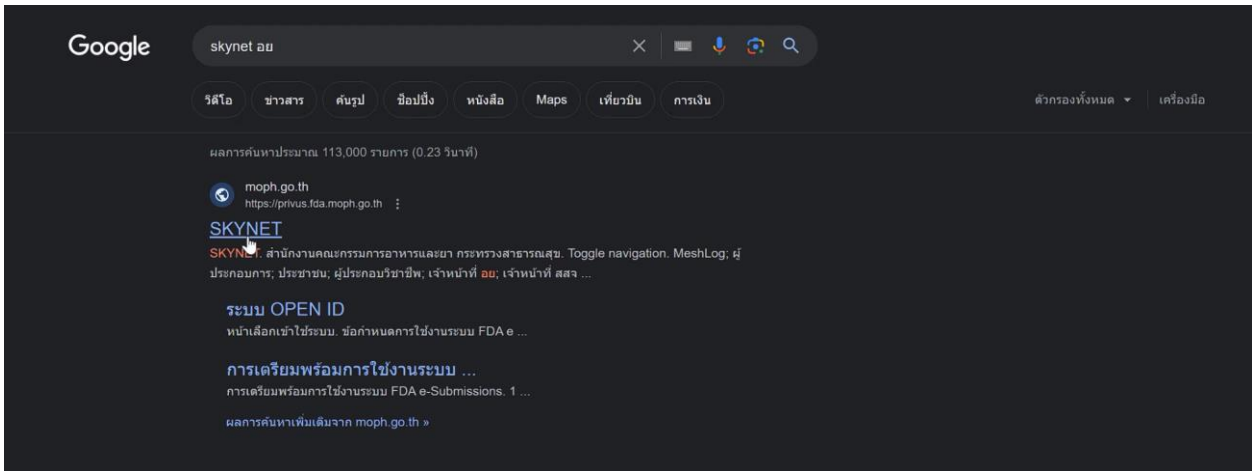 Google
skynet อย
วิดีโอ ข่าวสาร ค้นรูป ช็อปปิ้ง หนังสือ Maps เที่ยวบิน การเงิน ตัวกรองทั้งหมด เครื่องมือ
ผลการค้นหาประมาณ 113,000 รายการ (0.23 วินาที)
moph.go.th
https://privus.fda.moph.go.th
SKYNET
SKYNET. สำนักงานคณะกรรมการอาหารและยา กระทรวงสาธารณสุข. Toggle navigation. MeshLog; ผู้
ประกอบการ; ประชาชน; ผู้ประกอบวิชาชีพ; เจ้าหน้าที่ อย; เจ้าหน้าที่ สสจ ...
ระบบ OPEN ID
หน้าเลือกเข้าใช้ระบบ. ข้อกำหนดการใช้งานระบบ FDA e ...
การเตรียมพร้อมการใช้งานระบบ ...
การเตรียมพร้อมการใช้งานระบบ FDA e-Submissions. 1 ...
ผลการค้นหาเพิ่มเติมจาก moph.go.th »